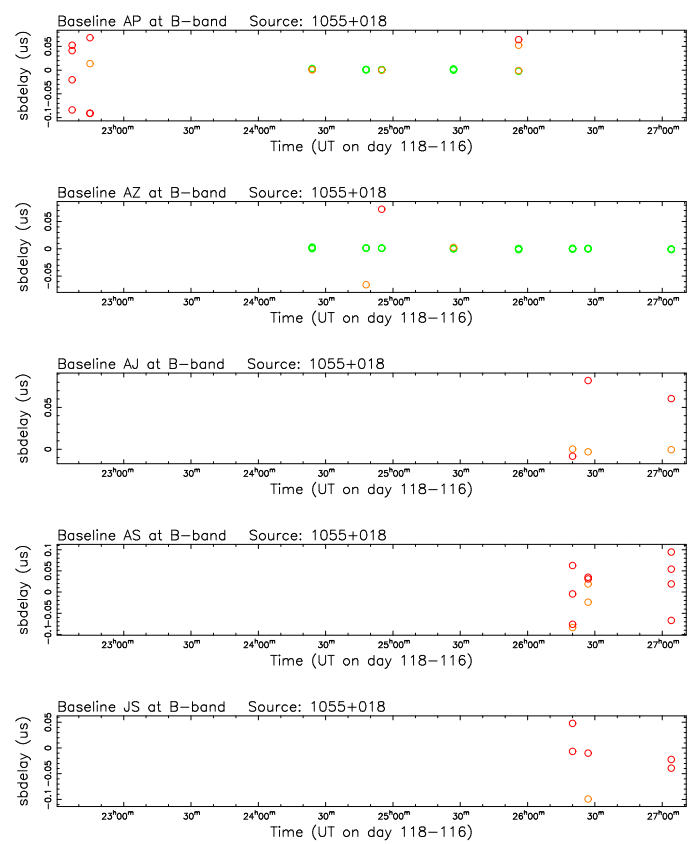 Baseline AP at B-band Source: 1055+018
sbdelay (us)
0.05
0
-0.05
-0.1
23h00m 30m 24h00m 30m 25h00m 30m 26h00m 30m 27h00m
Time (UT on day 118-116)
Baseline AZ at B-band Source: 1055+018
sbdelay (us)
0.05
0
-0.05
23h00m 30m 24h00m 30m 25h00m 30m 26h00m 30m 27h00m
Time (UT on day 118-116)
Baseline AJ at B-band Source: 1055+018
sbdelay (us)
0.05
0
23h00m 30m 24h00m 30m 25h00m 30m 26h00m 30m 27h00m
Time (UT on day 118-116)
Baseline AS at B-band Source: 1055+018
sbdelay (us)
0.1
0.05
0
-0.05
-0.1
23h00m 30m 24h00m 30m 25h00m 30m 26h00m 30m 27h00m
Time (UT on day 118-116)
Baseline JS at B-band Source: 1055+018
sbdelay (us)
0.05
0
-0.05
-0.1
23h00m 30m 24h00m 30m 25h00m 30m 26h00m 30m 27h00m
Time (UT on day 118-116)